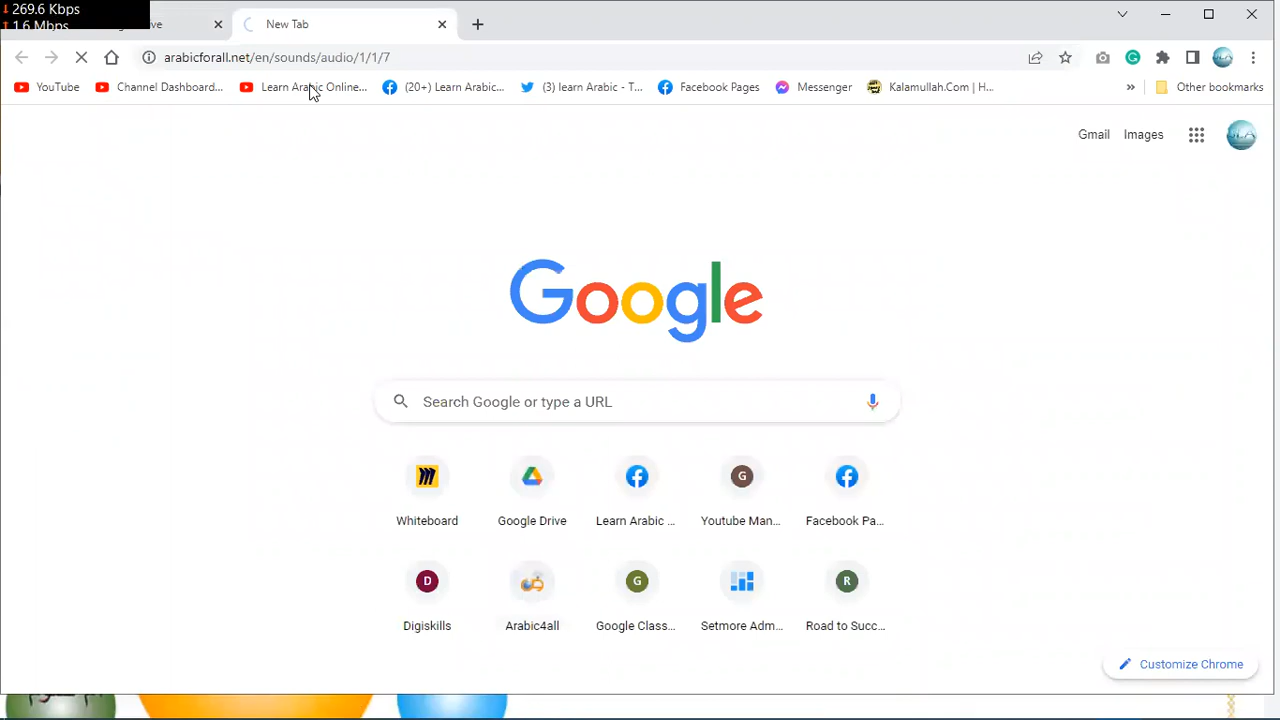 269.6 Kbps
1.6 Mbps
ve
New Tab
arabicforall.net/en/sounds/audio/1/1/7
YouTube
Channel Dashboard...
Learn Arabic Online...
(20+) Learn Arabic...
(3) learn Arabic - T...
Facebook Pages
Messenger
Kalamullah.Com | H...
»
Other bookmarks
Gmail
Images
Google
Search Google or type a URL
G
Whiteboard
Google Drive
Learn Arabic ...
Youtube Man...
Facebook Pa...
D
G
R
Digiskills
Arabic4all
Google Class...
Setmore Adm...
Road to Succ...
Customize Chrome